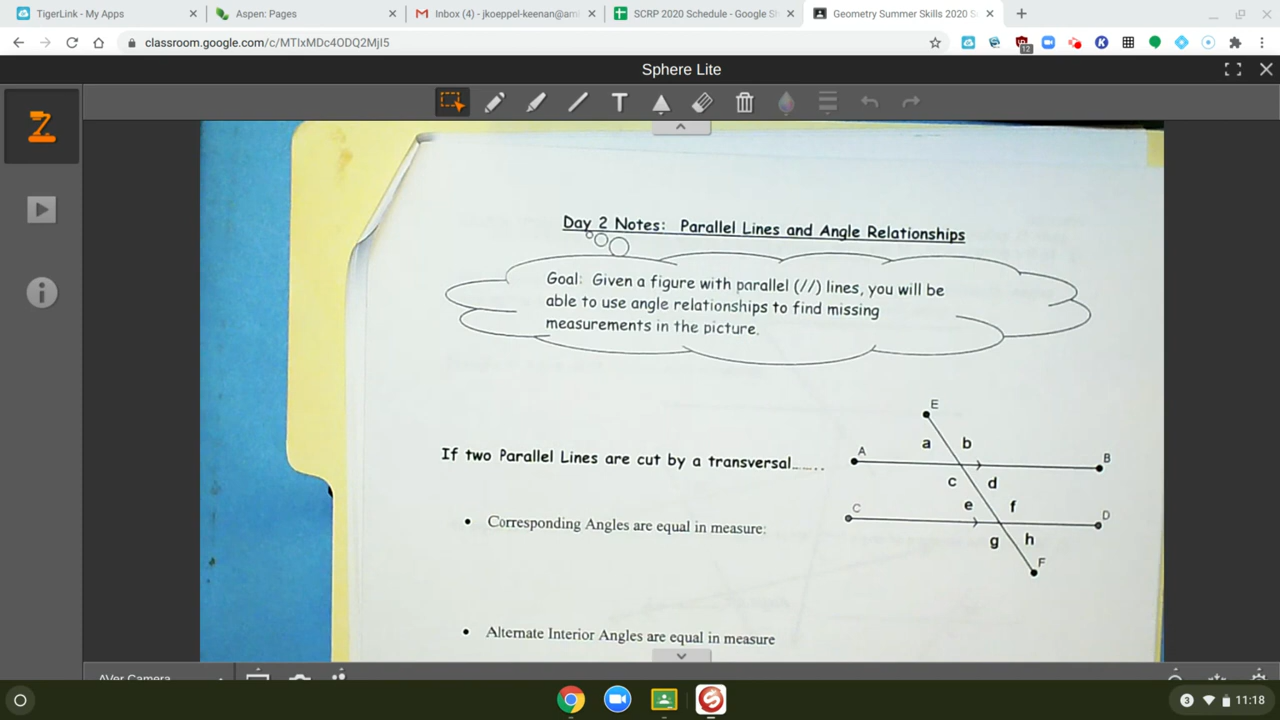 TigerLink - My Apps
Aspen: Pages
Inbox (4) - jkoeppel-keenan@am
SCRP 2020 Schedule - Google S
Geometry Summer Skills 2020 S
classroom.google.com/c/MTIxMDc4ODQ2MjI5
12
Sphere Lite
T
Day 2 Notes: Parallel Lines and Angle Relationships
Goal: Given a figure with parallel (//) lines, you will be
able to use angle relationships to find missing
measurements in the picture.
E
a b
If two Parallel Lines are cut by a transversal.......
A B
c d
e f
C D
• Corresponding Angles are equal in measure:
g h
F
• Alternate Interior Angles are equal in measure
AVer Camera
3 11:18